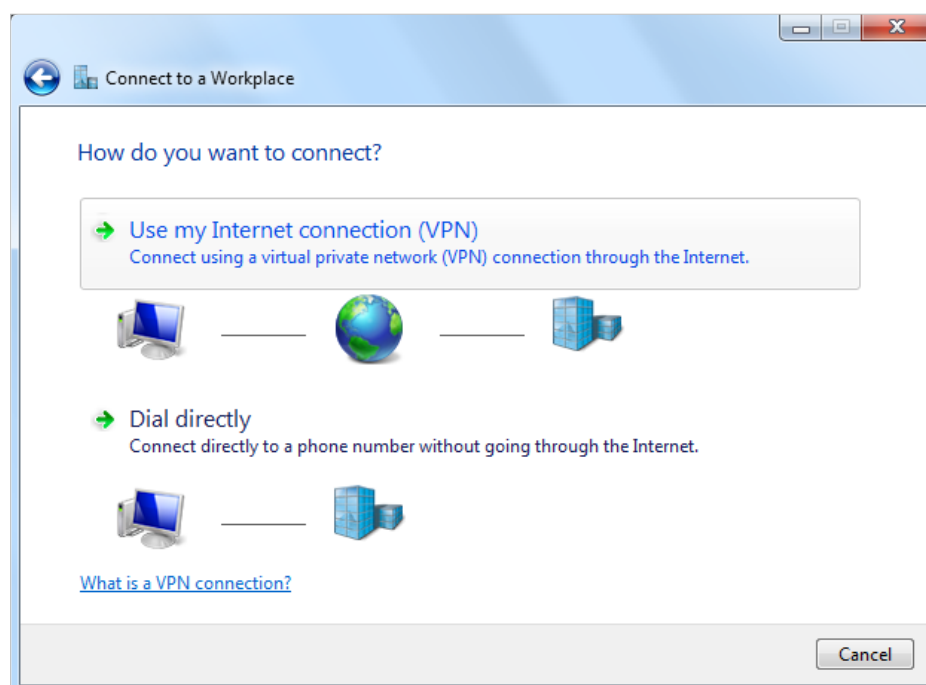 Connect to a Workplace
How do you want to connect?
Use my Internet connection (VPN)
Connect using a virtual private network (VPN) connection through the Internet.
Dial directly
Connect directly to a phone number without going through the Internet.
What is a VPN connection?
Cancel